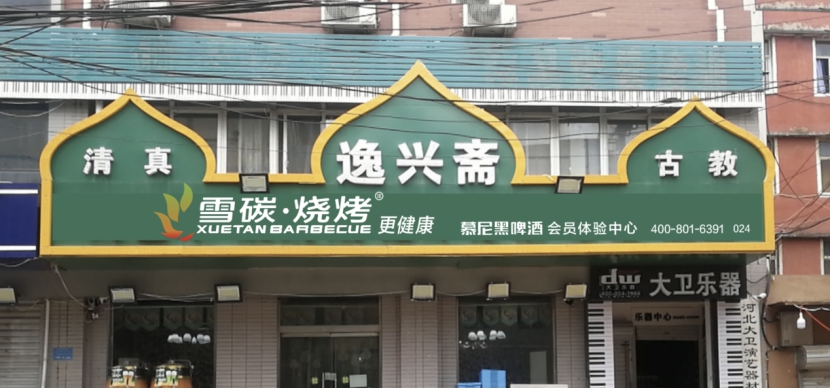 清真
逸兴斋
古教
雪碳·烧烤®
XUETAN BARBECUE
更健康
慕尼黑啤酒 会员体验中心 400-801-6391 024
dw
大卫乐器
乐器中心
河北大卫演艺器材